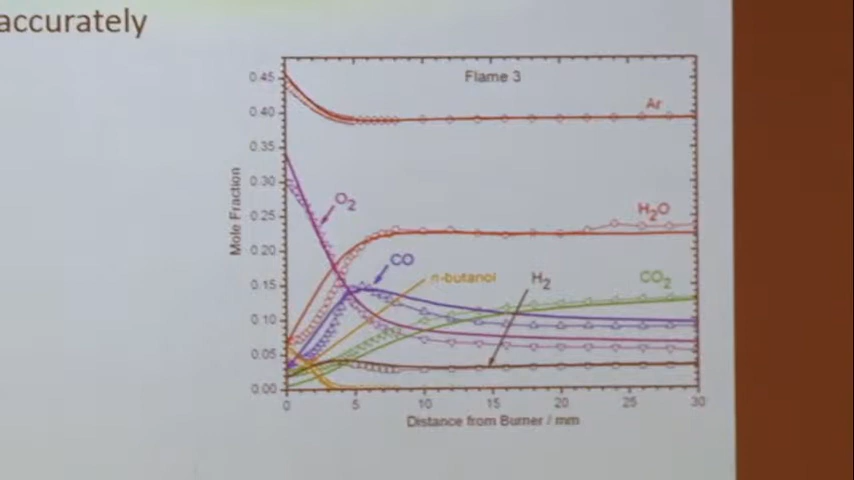 accurately
Flame 3
0.45
0.40
0.35
0.30
0.25
0.20
0.15
0.10
0.05
0.00
Mole Fraction
Ar
O2
H2O
CO
n-butanol
H2
CO2
0 5 10 15 20 25 30
Distance from Burner / mm